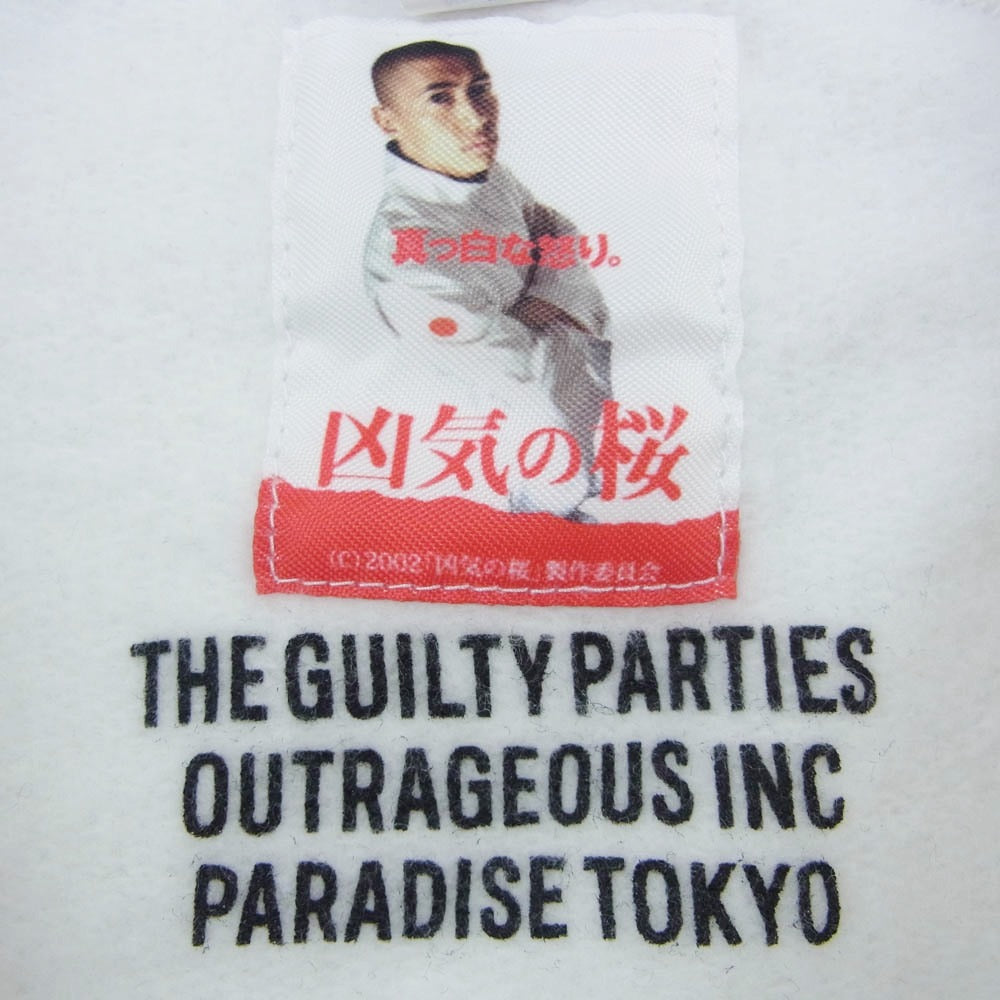 真っ白な怒り。
凶気の桜
(C)2002「凶気の桜」製作委員会
THE GUILTY PARTIES
OUTRAGEOUS INC
PARADISE TOKYO